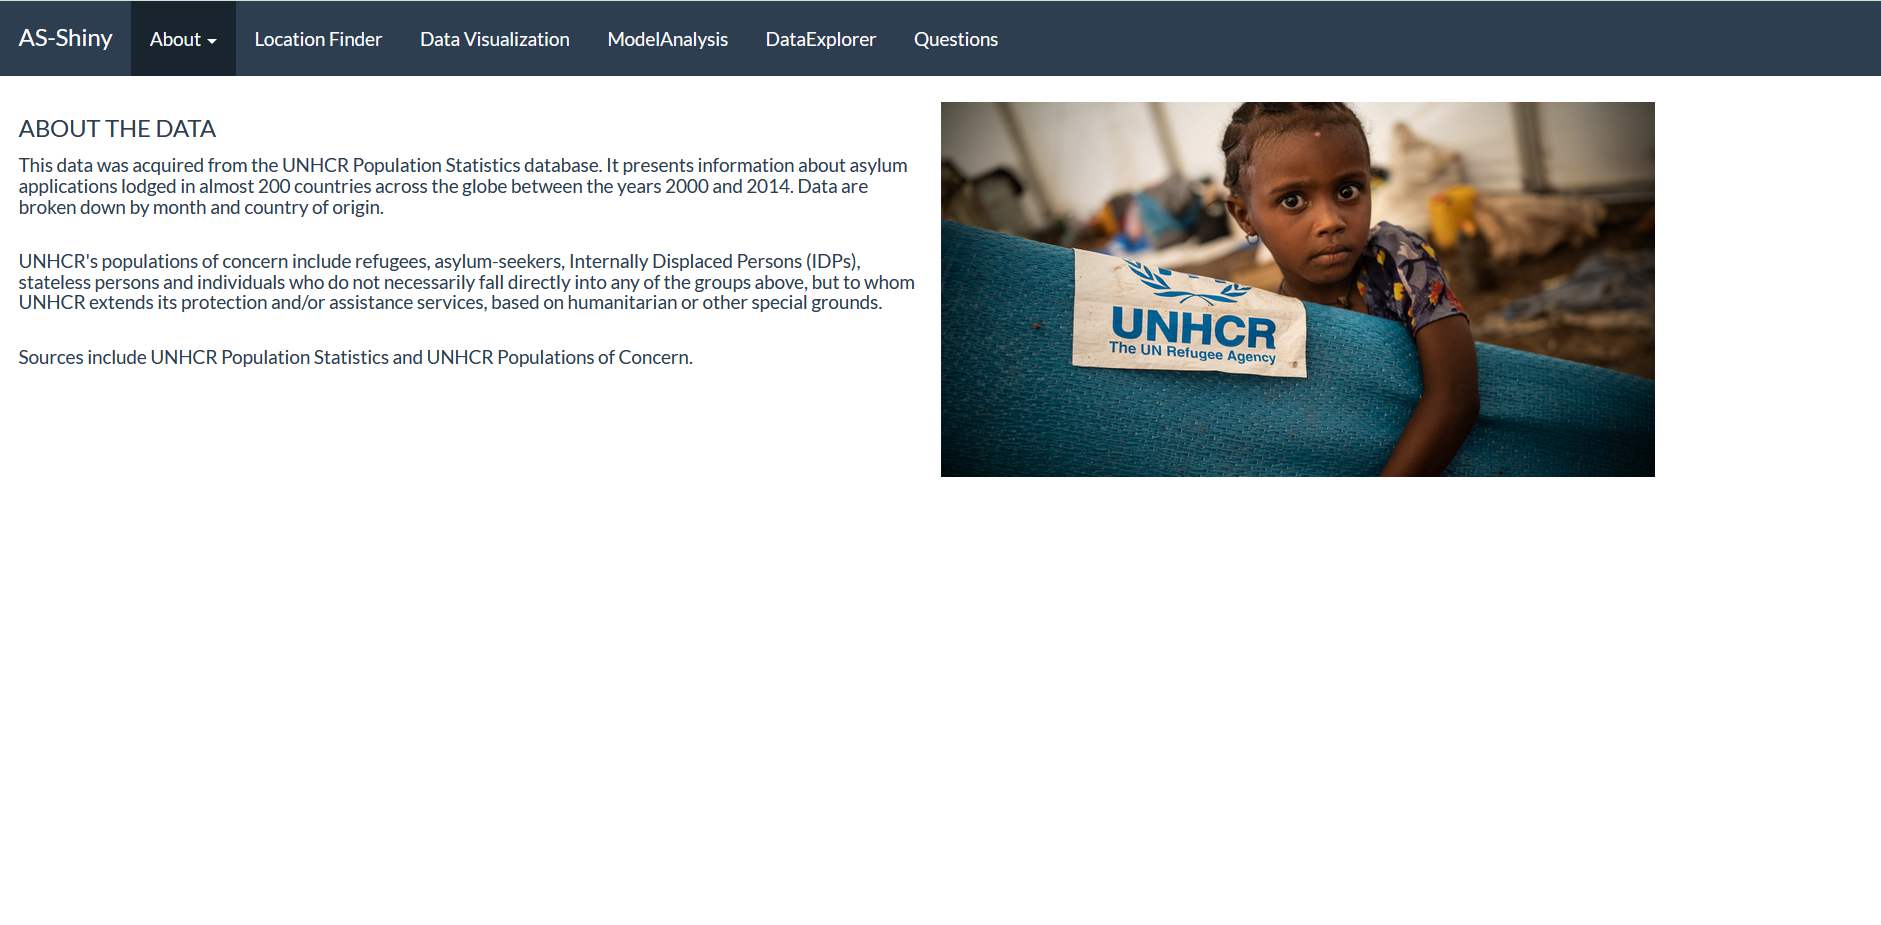 AS-Shiny About Location Finder Data Visualization ModelAnalysis DataExplorer Questions
ABOUT THE DATA
This data was acquired from the UNHCR Population Statistics database. It presents information about asylum
applications lodged in almost 200 countries across the globe between the years 2000 and 2014. Data are
broken down by month and country of origin.
UNHCR's populations of concern include refugees, asylum-seekers, Internally Displaced Persons (IDPs),
stateless persons and individuals who do not necessarily fall directly into any of the groups above, but to whom
UNHCR extends its protection and/or assistance services, based on humanitarian or other special grounds.
Sources include UNHCR Population Statistics and UNHCR Populations of Concern.
UNHCR
The UN Refugee Agency